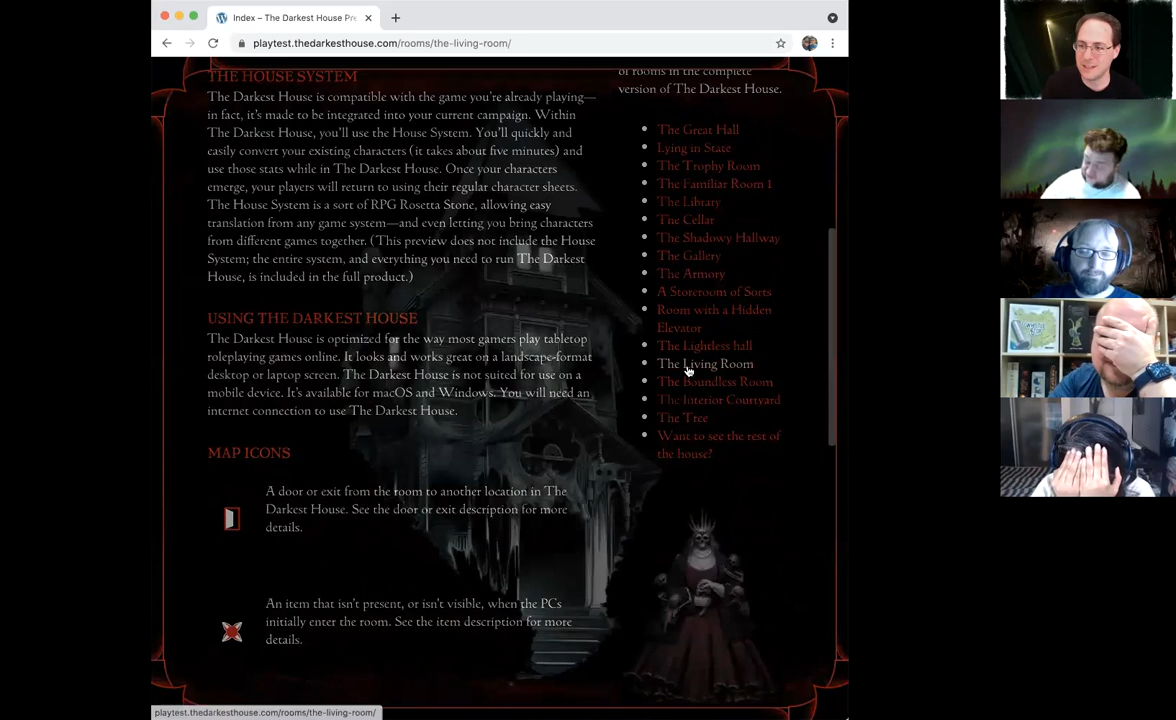 Index – The Darkest House Pre
playtest.thedarkesthouse.com/rooms/the-living-room/
THE HOUSE SYSTEM
The Darkest House is compatible with the game you're already playing—
in fact, it's made to be integrated into your current campaign. Within
The Darkest House, you'll use the House System. You'll quickly and
easily convert your existing characters (it takes about five minutes) and
use those stats while in The Darkest House. Once your characters
emerge, your players will return to using their regular character sheets.
The House System is a sort of RPG Rosetta Stone, allowing easy
translation from any game system—and even letting you bring characters
from different games together. (This preview does not include the House
System; the entire system, and everything you need to run The Darkest
House, is included in the full product.)
USING THE DARKEST HOUSE
The Darkest House is optimized for the way most gamers play tabletop
roleplaying games online. It looks and works great on a landscape-format
desktop or laptop screen. The Darkest House is not suited for use on a
mobile device. It's available for macOS and Windows. You will need an
internet connection to use The Darkest House.
MAP ICONS
A door or exit from the room to another location in The
Darkest House. See the door or exit description for more
details.
An item that isn't present, or isn't visible, when the PCs
initially enter the room. See the item description for more
details.
of rooms in the complete
version of The Darkest House.
The Great Hall
Lying in State
The Trophy Room
The Familiar Room 1
The Library
The Cellar
The Shadowy Hallway
The Gallery
The Armory
A Storeroom of Sorts
Room with a Hidden
Elevator
The Lightless hall
The Living Room
The Boundless Room
The Interior Courtyard
The Tree
Want to see the rest of
the house?
playtest.thedarkesthouse.com/rooms/the-living-room/